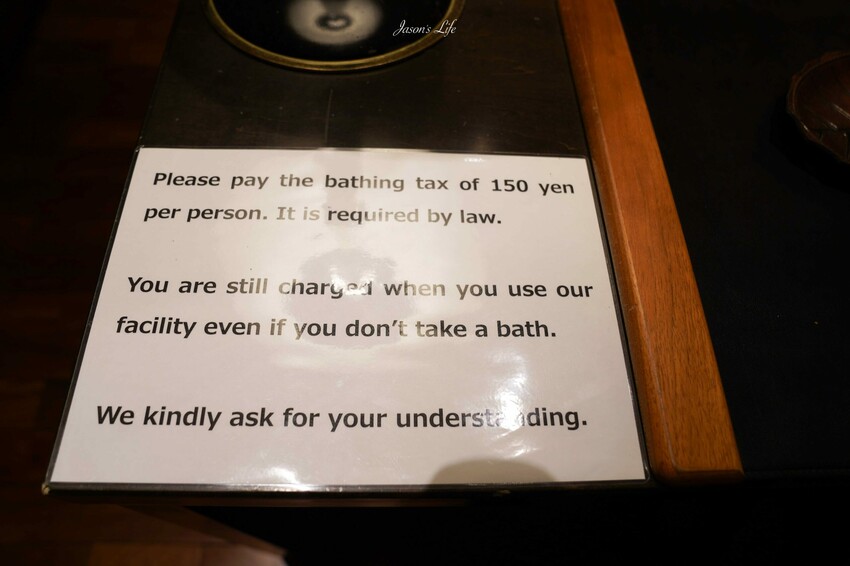 Jason's Life
Please pay the bathing tax of 150 yen
per person. It is required by law.
You are still charged when you use our
facility even if you don't take a bath.
We kindly ask for your understanding.